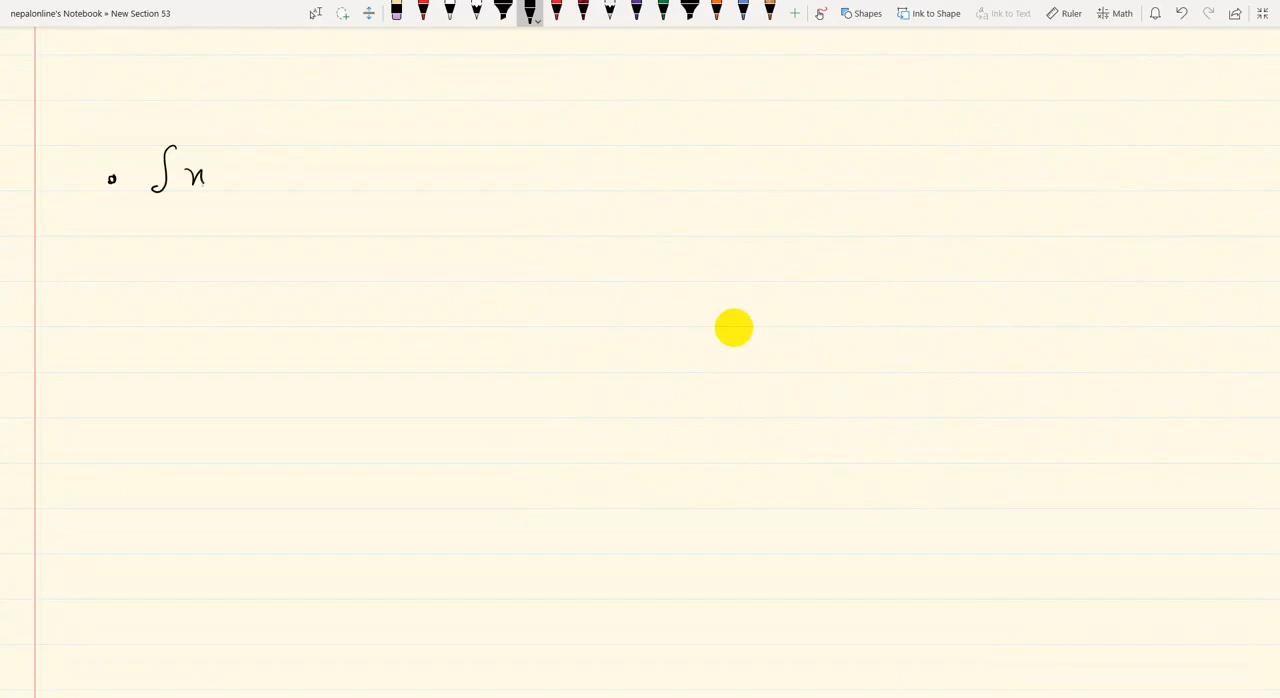 nepalonline's Notebook » New Section 53
Shapes
Ink to Shape
Ink to Text
Ruler
Math
• ∫ x